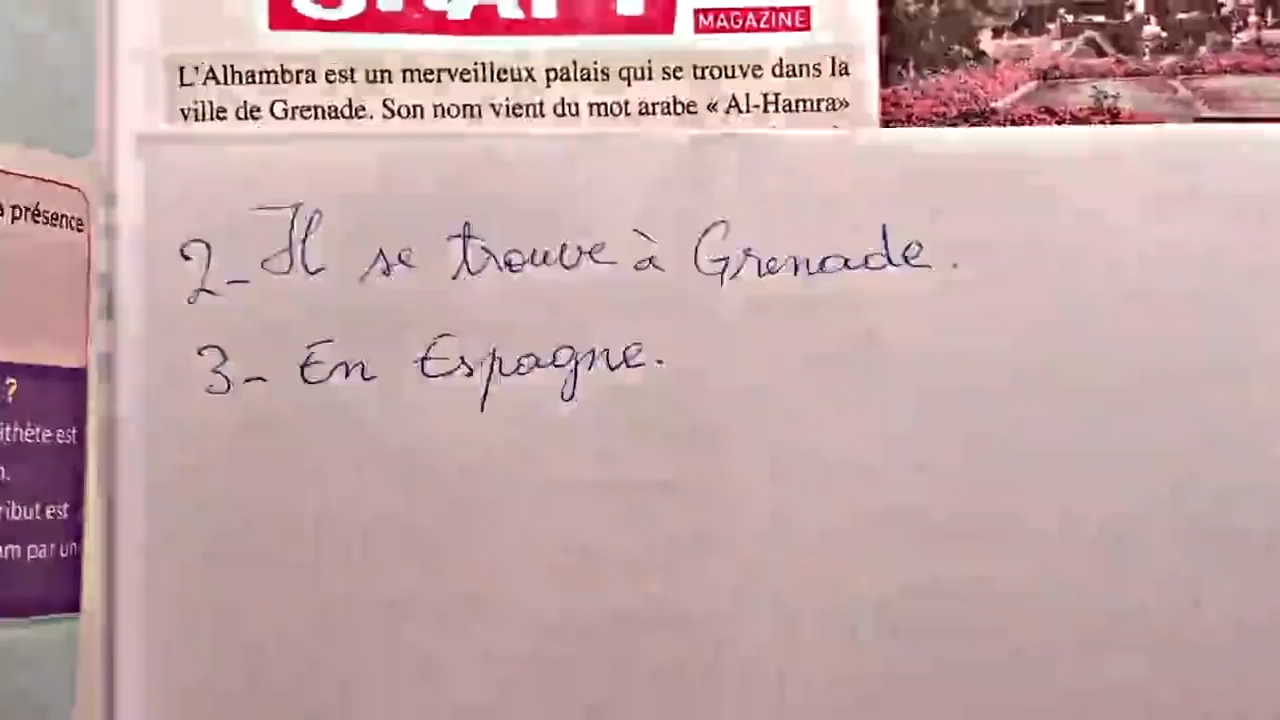 MAGAZINE
L'Alhambra est un merveilleux palais qui se trouve dans la
ville de Grenade. Son nom vient du mot arabe « Al-Hamra»
2- Il se trouve à Grenade.
3- En Espagne.
présence
?
ithète est
ribut est
par un